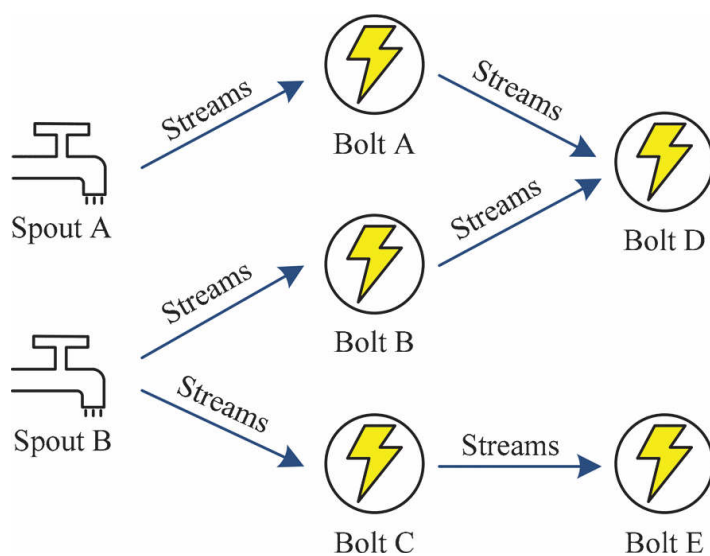 Streams
Streams
Bolt A
Spout A
Streams
Bolt D
Streams
Bolt B
Spout B
Streams
Streams
Bolt C
Bolt E